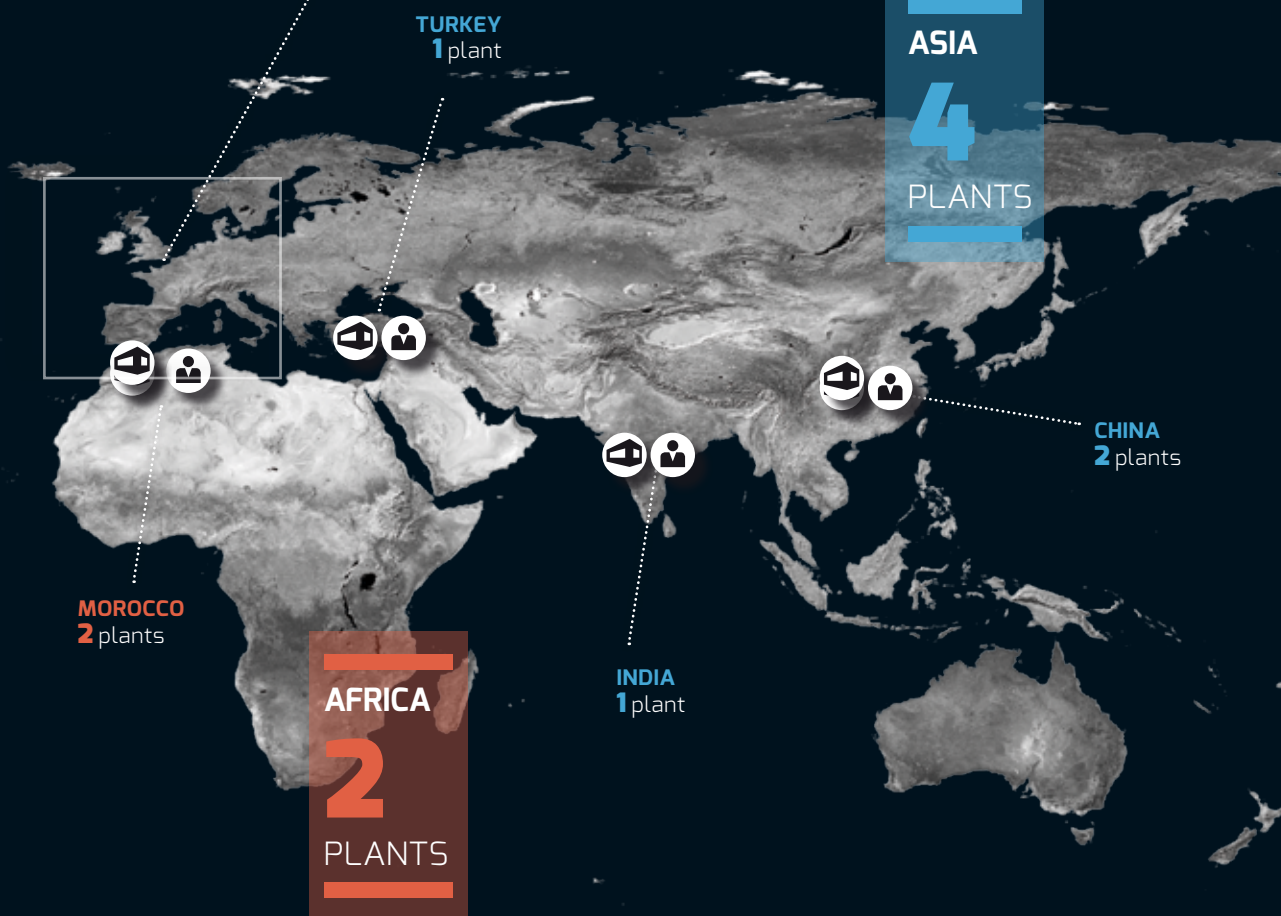 TURKEY
1 plant
ASIA
4
PLANTS
CHINA
2 plants
MOROCCO
2 plants
INDIA
1 plant
AFRICA
2
PLANTS